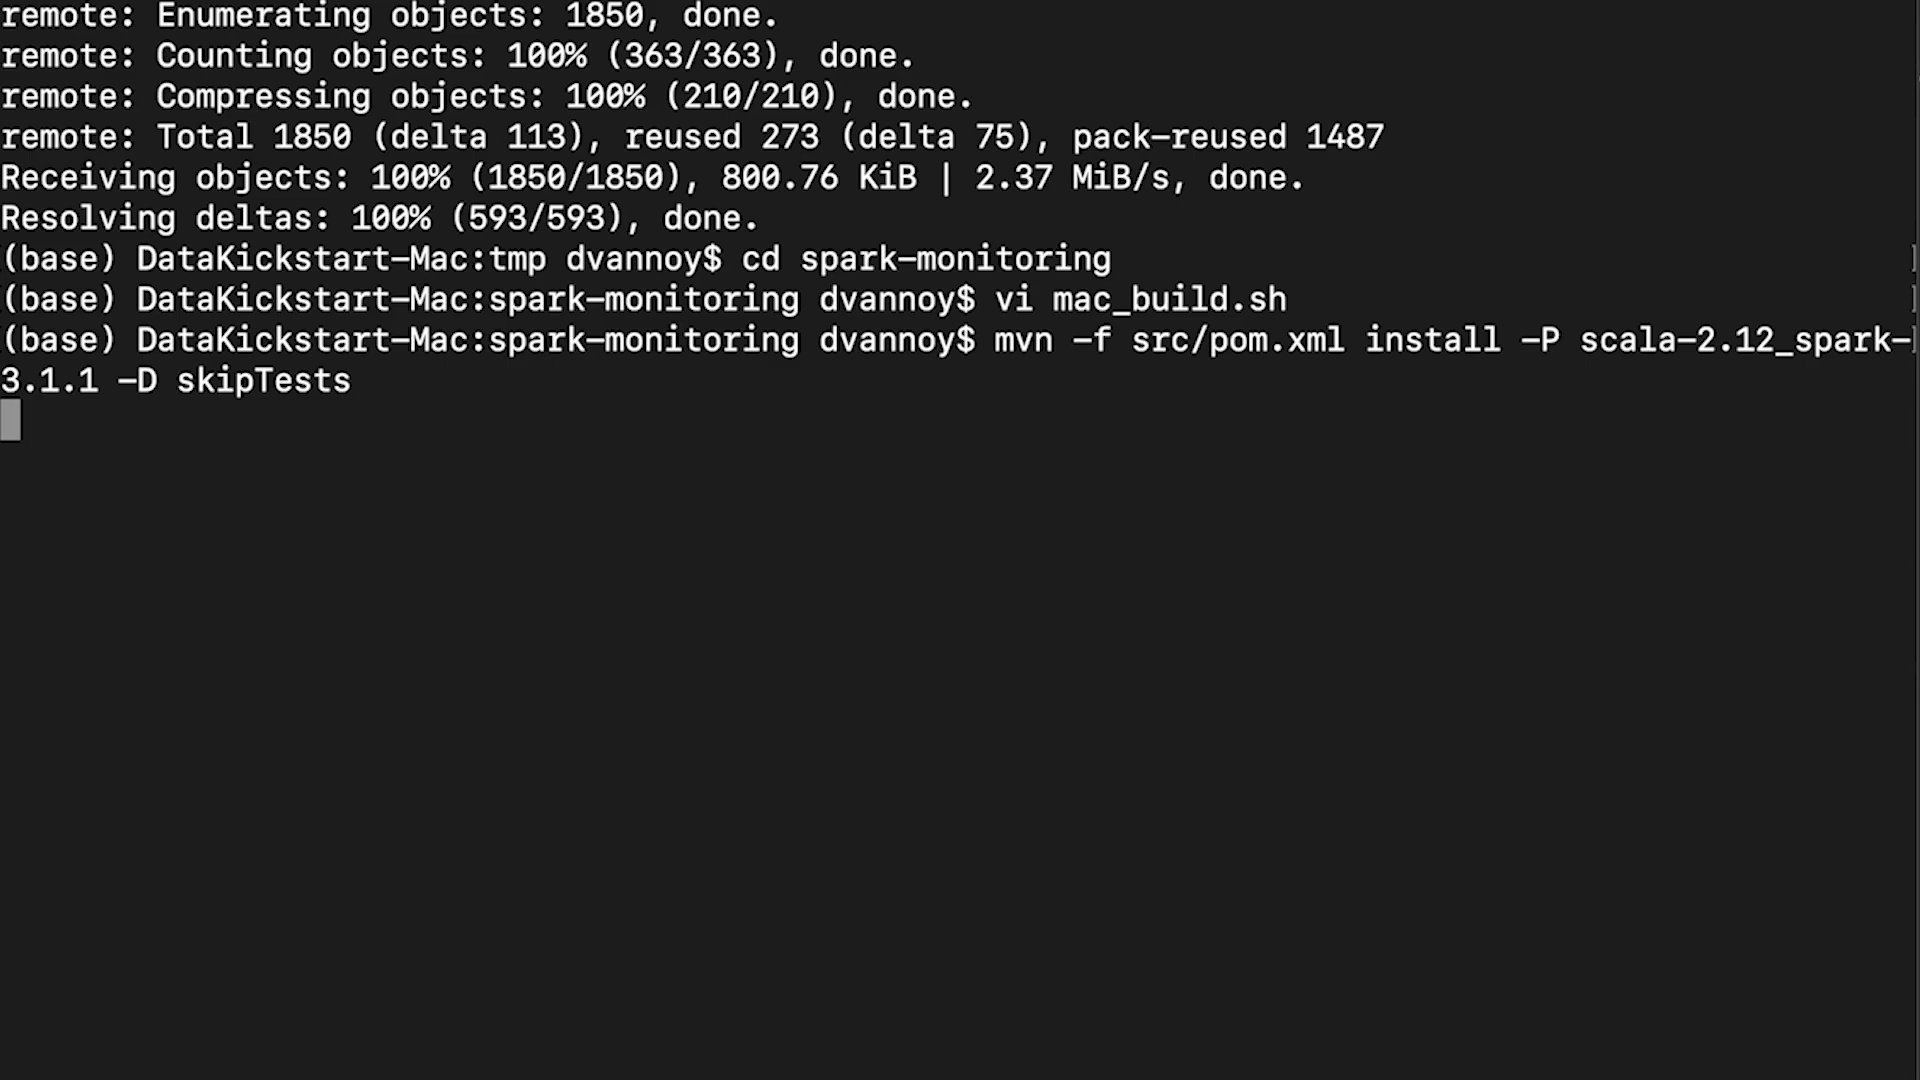 remote: Enumerating objects: 1850, done.
remote: Counting objects: 100% (363/363), done.
remote: Compressing objects: 100% (210/210), done.
remote: Total 1850 (delta 113), reused 273 (delta 75), pack-reused 1487
Receiving objects: 100% (1850/1850), 800.76 KiB | 2.37 MiB/s, done.
Resolving deltas: 100% (593/593), done.
(base) DataKickstart-Mac:tmp dvannoy$ cd spark-monitoring
(base) DataKickstart-Mac:spark-monitoring dvannoy$ vi mac_build.sh
(base) DataKickstart-Mac:spark-monitoring dvannoy$ mvn -f src/pom.xml install -P scala-2.12_spark-
3.1.1 -D skipTests